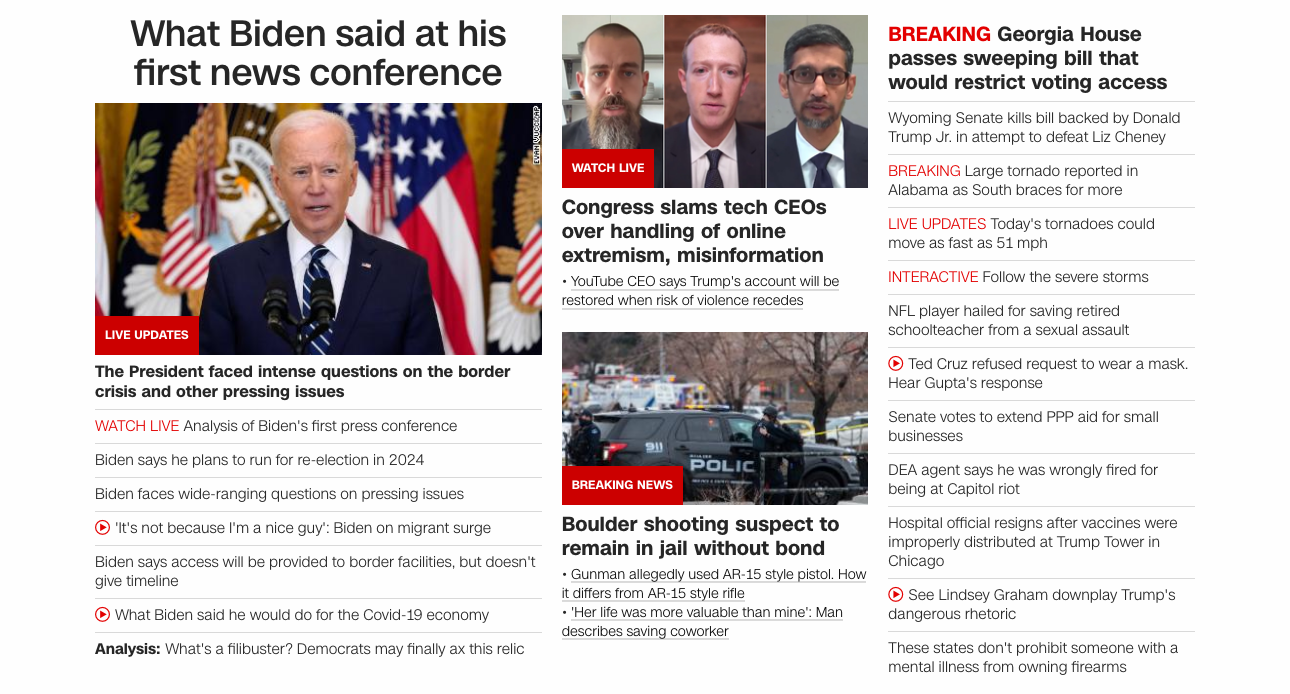 What Biden said at his
first news conference
LIVE UPDATES
The President faced intense questions on the border
crisis and other pressing issues
WATCH LIVE Analysis of Biden's first press conference
Biden says he plans to run for re-election in 2024
Biden faces wide-ranging questions on pressing issues
'It's not because I'm a nice guy': Biden on migrant surge
Biden says access will be provided to border facilities, but doesn't
give timeline
What Biden said he would do for the Covid-19 economy
Analysis: What's a filibuster? Democrats may finally ax this relic
WATCH LIVE
Congress slams tech CEOs
over handling of online
extremism, misinformation
• YouTube CEO says Trump's account will be
restored when risk of violence recedes
911
POLICE
BREAKING NEWS
Boulder shooting suspect to
remain in jail without bond
• Gunman allegedly used AR-15 style pistol. How
it differs from AR-15 style rifle
• 'Her life was more valuable than mine': Man
describes saving coworker
BREAKING Georgia House
passes sweeping bill that
would restrict voting access
Wyoming Senate kills bill backed by Donald
Trump Jr. in attempt to defeat Liz Cheney
BREAKING Large tornado reported in
Alabama as South braces for more
LIVE UPDATES Today's tornadoes could
move as fast as 51 mph
INTERACTIVE Follow the severe storms
NFL player hailed for saving retired
schoolteacher from a sexual assault
Ted Cruz refused request to wear a mask.
Hear Gupta's response
Senate votes to extend PPP aid for small
businesses
DEA agent says he was wrongly fired for
being at Capitol riot
Hospital official resigns after vaccines were
improperly distributed at Trump Tower in
Chicago
See Lindsey Graham downplay Trump's
dangerous rhetoric
These states don't prohibit someone with a
mental illness from owning firearms